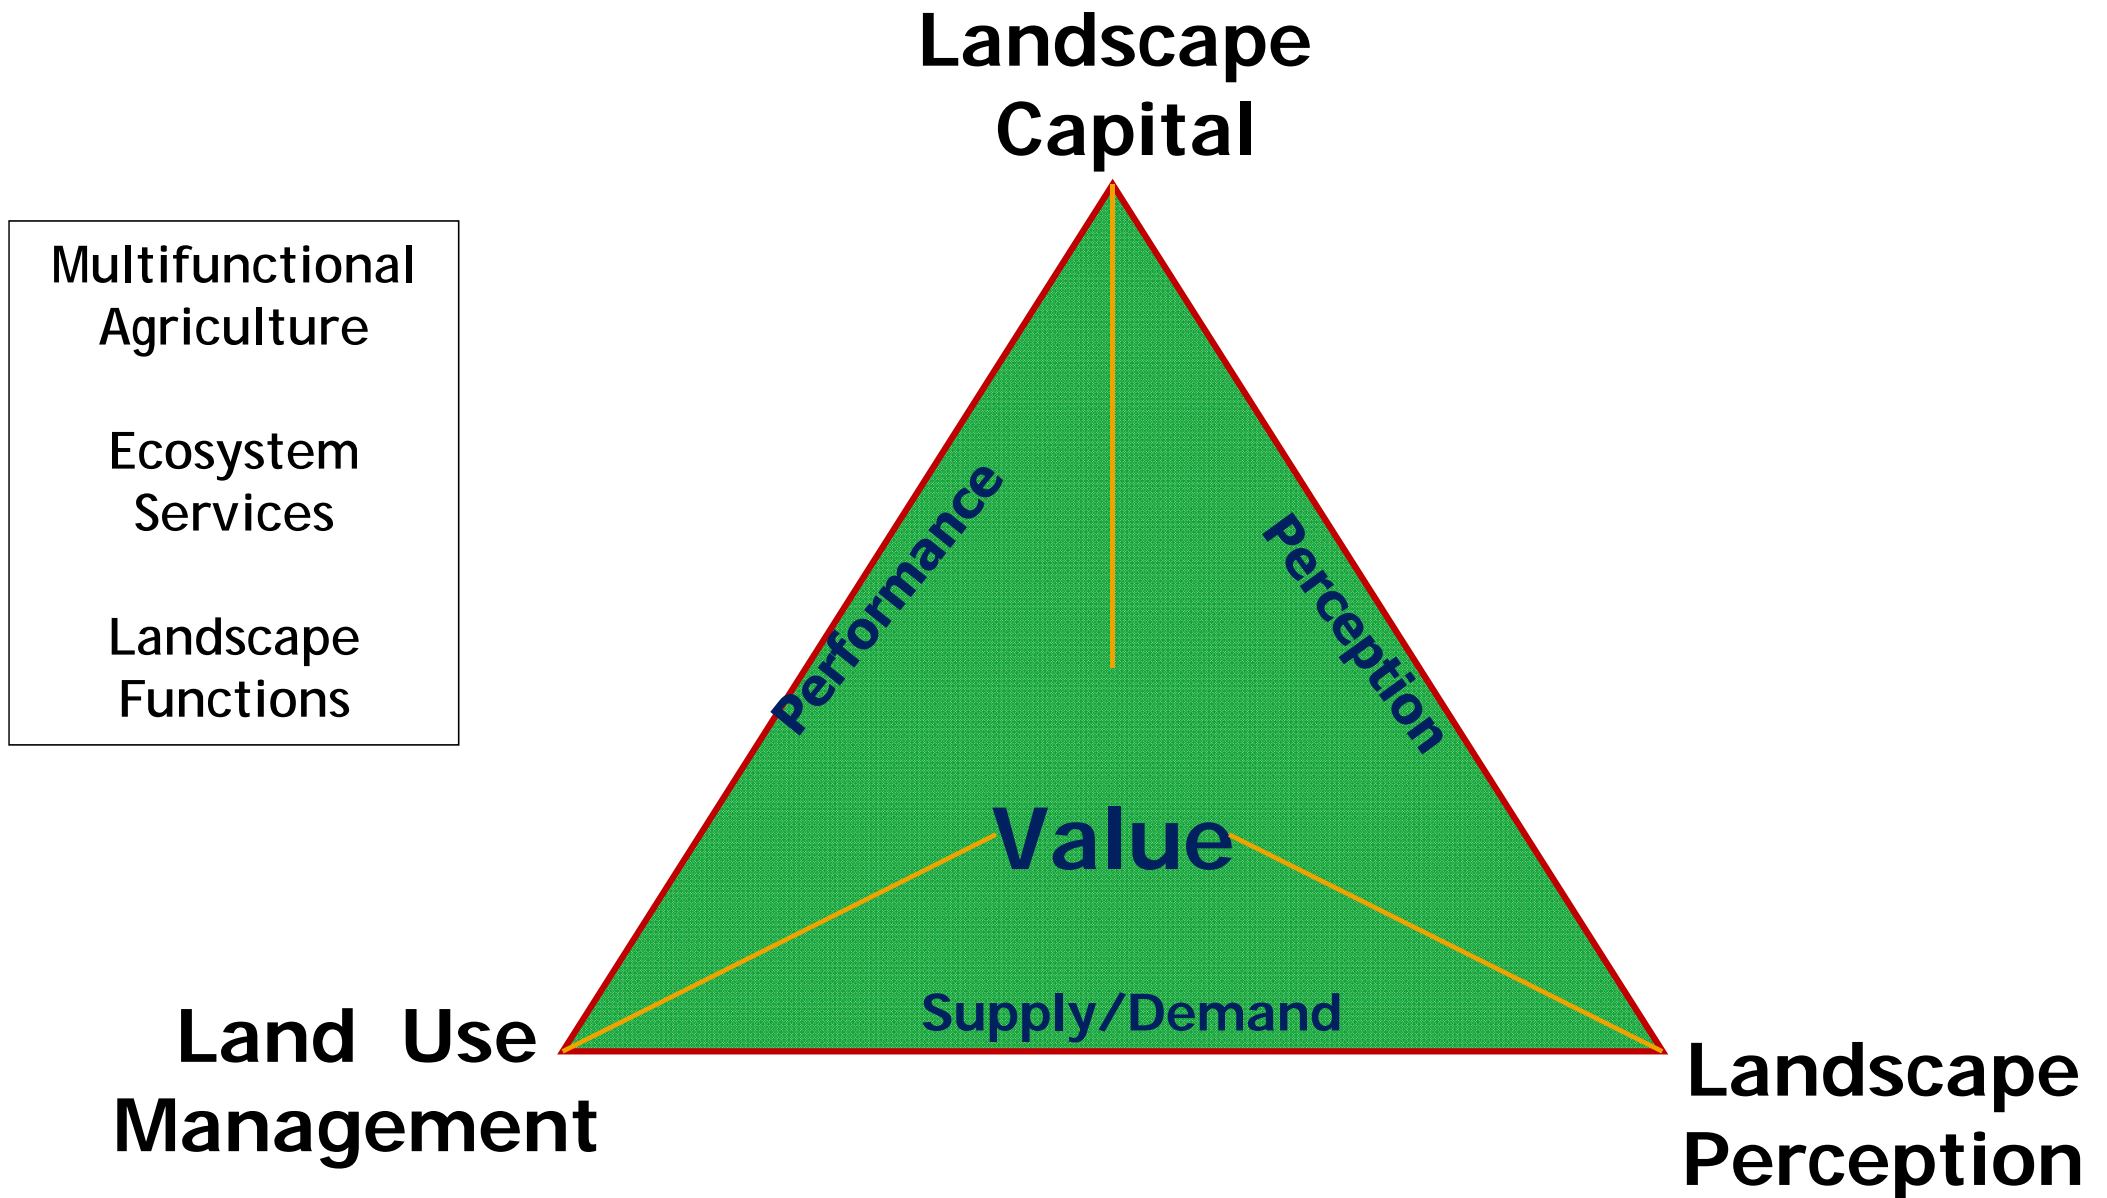 Landscape
Capital
Multifunctional
Agriculture
Ecosystem
Services
Landscape
Functions
Performance
Perception
Value
Supply/Demand
Land Use
Management
Landscape
Perception